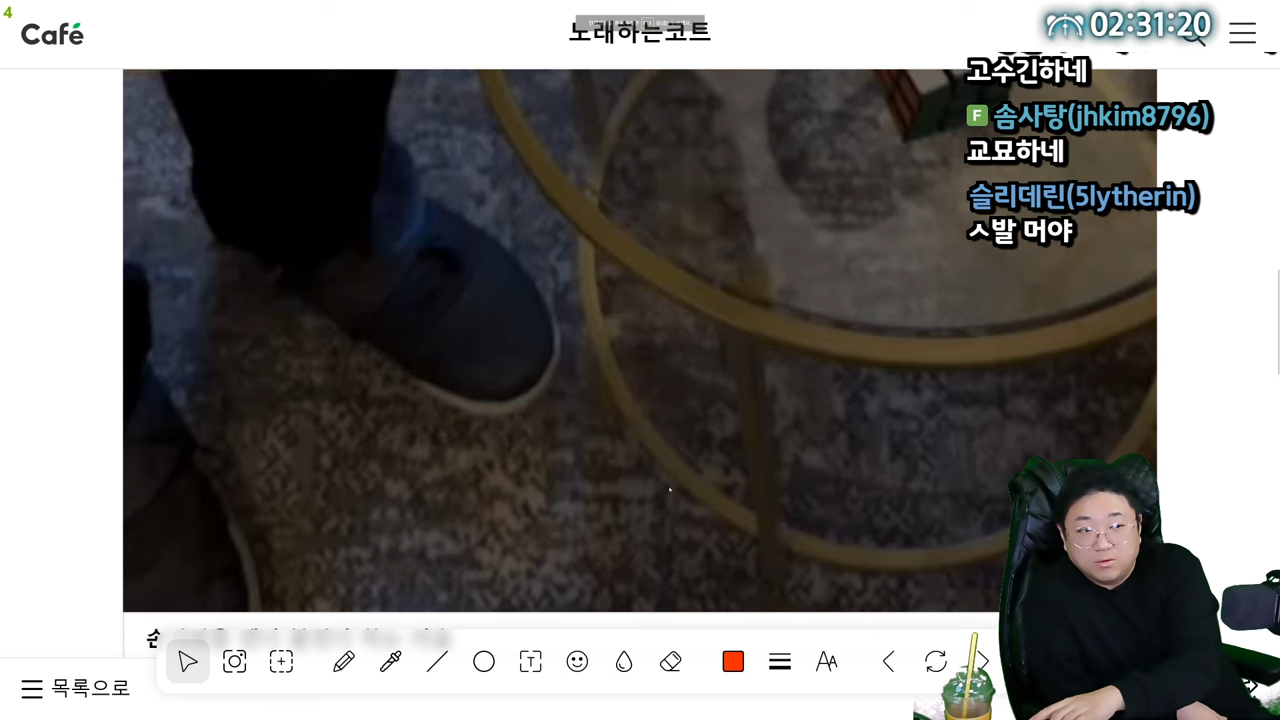 4
Café
노래하는코트
02:31:20
고수긴하네
F 솜사탕(jhkim8796)
교묘하네
슬리데린(5lytherin)
ㅅ발 머야
T
AA
목록으로